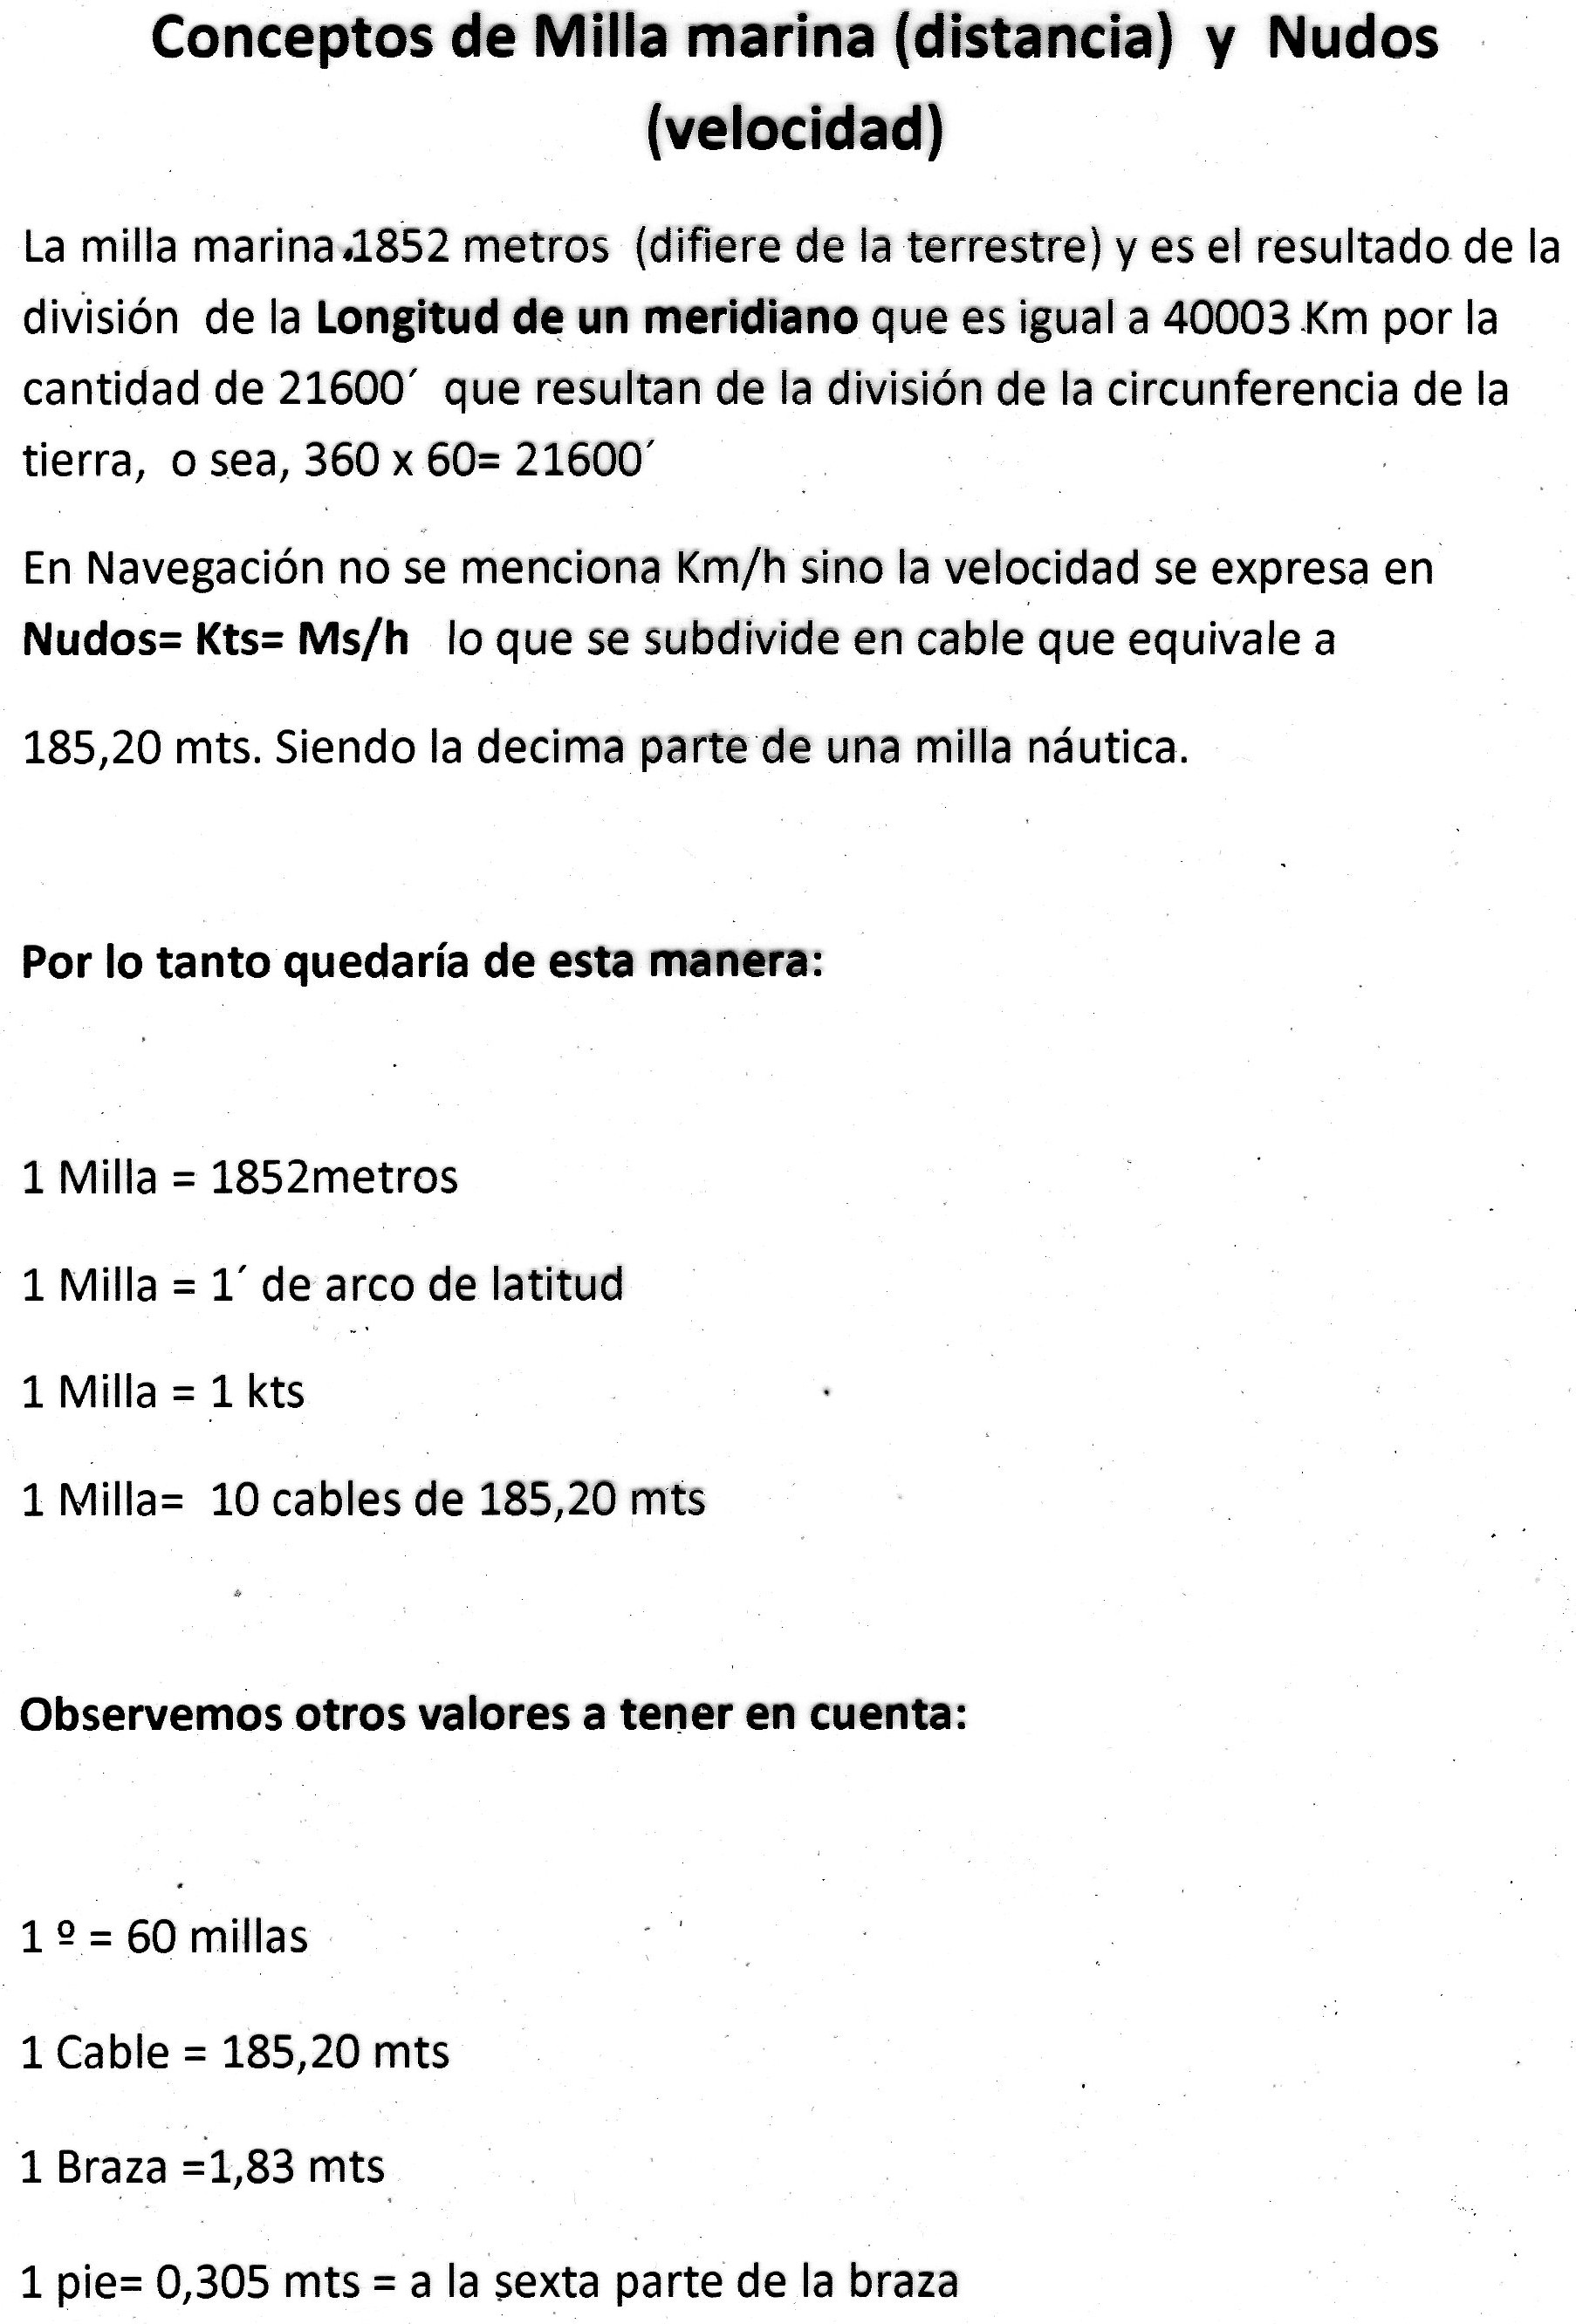 Conceptos de Milla marina (distancia) y Nudos
(velocidad)
La milla marina 1852 metros (difiere de la terrestre) y es el resultado de la
división de la Longitud de un meridiano que es igual a 40003 Km por la
cantidad de 21600´ que resultan de la división de la circunferencia de la
tierra, o sea, 360 x 60= 21600´
En Navegación no se menciona Km/h sino la velocidad se expresa en
Nudos= Kts= Ms/h lo que se subdivide en cable que equivale a
185,20 mts. Siendo la decima parte de una milla náutica.
Por lo tanto quedaría de esta manera:
1 Milla = 1852metros
1 Milla = 1´ de arco de latitud
1 Milla = 1 kts
1 Milla= 10 cables de 185,20 mts
Observemos otros valores a tener en cuenta:
1 º = 60 millas
1 Cable = 185,20 mts
1 Braza =1,83 mts
1 pie= 0,305 mts = a la sexta parte de la braza